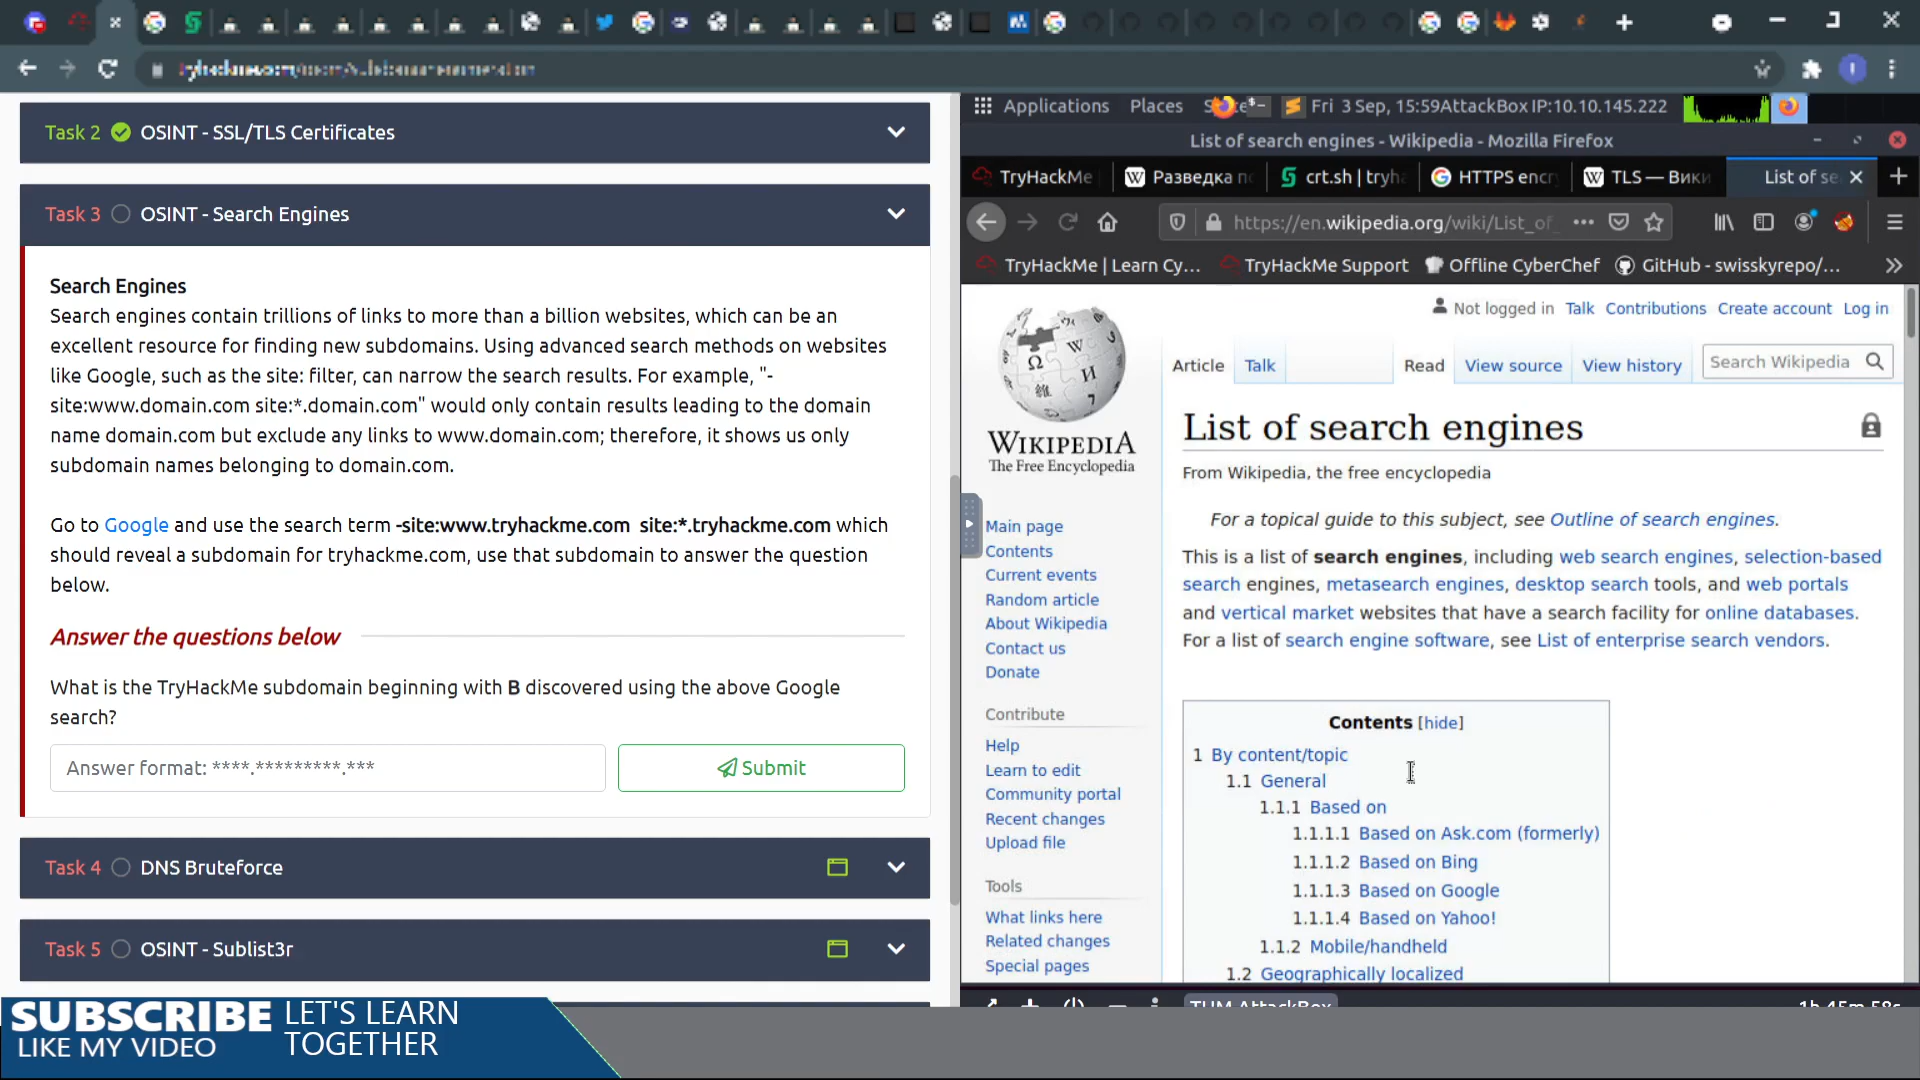 Task 2 OSINT - SSL/TLS Certificates
Task 3 OSINT - Search Engines
Search Engines
Search engines contain trillions of links to more than a billion websites, which can be an
excellent resource for finding new subdomains. Using advanced search methods on websites
like Google, such as the site: filter, can narrow the search results. For example, "-
site:www.domain.com site:*.domain.com" would only contain results leading to the domain
name domain.com but exclude any links to www.domain.com; therefore, it shows us only
subdomain names belonging to domain.com.
Go to Google and use the search term -site:www.tryhackme.com site:*.tryhackme.com which
should reveal a subdomain for tryhackme.com, use that subdomain to answer the question
below.
Answer the questions below
What is the TryHackMe subdomain beginning with B discovered using the above Google
search?
Answer format: ****.*********.***
Submit
Task 4 DNS Bruteforce
Task 5 OSINT - Sublist3r
SUBSCRIBE
LIKE MY VIDEO
LET'S LEARN
TOGETHER
Applications Places Fri 3 Sep, 15:59 AttackBox IP:10.10.145.222
List of search engines - Wikipedia - Mozilla Firefox
TryHackMe Разведка crt.sh | tryha HTTPS encr TLS — Вики List of se
https://en.wikipedia.org/wiki/List_of_
TryHackMe | Learn Cy... TryHackMe Support Offline CyberChef GitHub - swisskyrepo/...
Not logged in Talk Contributions Create account Log in
Article Talk Read View source View history Search Wikipedia
WIKIPEDIA
The Free Encyclopedia
List of search engines
From Wikipedia, the free encyclopedia
For a topical guide to this subject, see Outline of search engines.
This is a list of search engines, including web search engines, selection-based
search engines, metasearch engines, desktop search tools, and web portals
and vertical market websites that have a search facility for online databases.
For a list of search engine software, see List of enterprise search vendors.
Main page
Contents
Current events
Random article
About Wikipedia
Contact us
Donate
Contribute
Help
Learn to edit
Community portal
Recent changes
Upload file
Tools
What links here
Related changes
Special pages
Contents [hide]
1 By content/topic
1.1 General
1.1.1 Based on
1.1.1.1 Based on Ask.com (formerly)
1.1.1.2 Based on Bing
1.1.1.3 Based on Google
1.1.1.4 Based on Yahoo!
1.1.2 Mobile/handheld
1.2 Geographically localized
THM AttackBox
1h 45m 58s